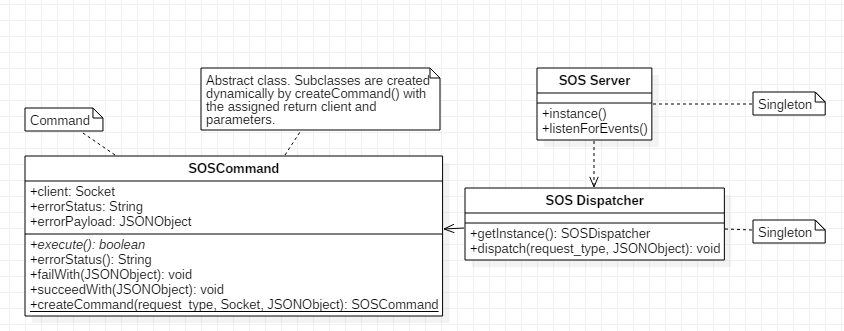 Abstract class. Subclasses are created
dynamically by createCommand() with
the assigned return client and
parameters.
Command
SOSCommand
+client: Socket
+errorStatus: String
+errorPayload: JSONObject
+execute(): boolean
+errorStatus(): String
+failWith(JSONObject): void
+succeedWith(JSONObject): void
+createCommand(request_type, Socket, JSONObject): SOSCommand
SOS Server
+instance()
+listenForEvents()
Singleton
SOS Dispatcher
+getInstance(): SOSDispatcher
+dispatch(request_type, JSONObject): void
Singleton